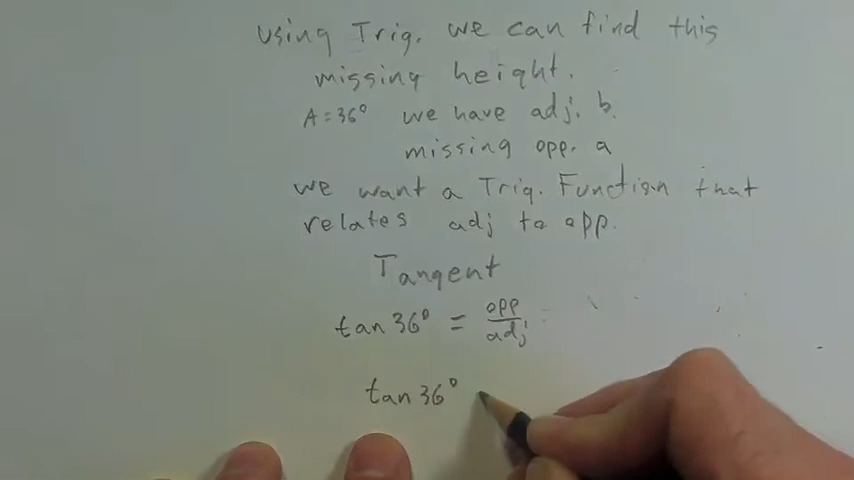 using Trig. we can find this
missing height.
A = 36° we have adj. b.
missing opp. a
we want a Trig. Function that
relates adj to opp.
Tangent
tan 36° = opp/adj
tan 36°